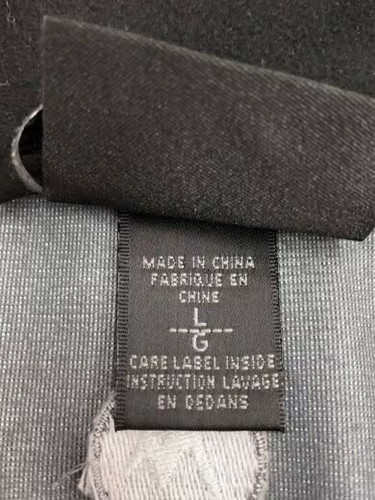 MADE IN CHINA
FABRIQUE EN
CHINE
L
G
CARE LABEL INSIDE
INSTRUCTION LAVAGE
EN DEDANS